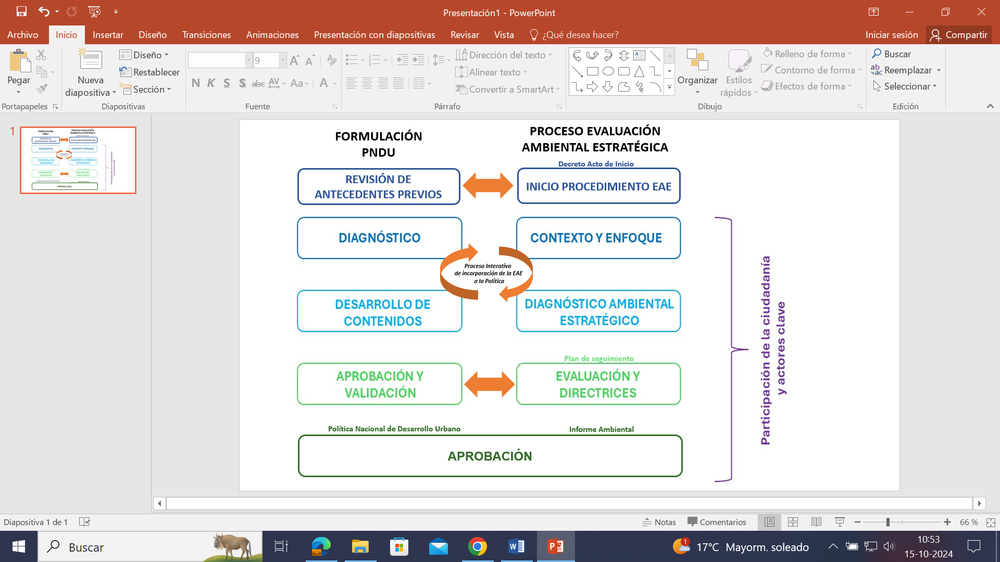 Presentación1 - PowerPoint
Archivo
Inicio
Insertar
Diseño
Transiciones
Animaciones
Presentación con diapositivas
Revisar
Vista
¿Qué desea hacer?
Iniciar sesión
Compartir
Pegar
Portapapeles
Nueva
diapositiva
Diseño
Restablecer
Sección
Diapositivas
9
N K S S abc AV Aa A
Fuente
Dirección del texto
Alinear texto
Convertir a SmartArt
Párrafo
Organizar
Estilos
rápidos
Relleno de forma
Contorno de forma
Efectos de forma
Dibujo
Buscar
Reemplazar
Seleccionar
Edición
1
FORMULACIÓN
PNDU
PROCESO EVALUACIÓN
AMBIENTAL ESTRATÉGICA
Decreto Acto de Inicio
REVISIÓN DE
ANTECEDENTES PREVIOS
INICIO PROCEDIMIENTO EAE
DIAGNÓSTICO
CONTEXTO Y ENFOQUE
Proceso Interativo
de incorporación de la EAE
a la Política
DESARROLLO DE
CONTENIDOS
DIAGNÓSTICO AMBIENTAL
ESTRATÉGICO
Plan de seguimiento
APROBACIÓN Y
VALIDACIÓN
EVALUACIÓN Y
DIRECTRICES
Política Nacional de Desarrollo Urbano
Informe Ambiental
APROBACIÓN
Participación de la ciudadanía
y actores clave
Diapositiva 1 de 1
Notas
Comentarios
66 %
Buscar
1
17°C Mayorm. soleado
10:53
15-10-2024